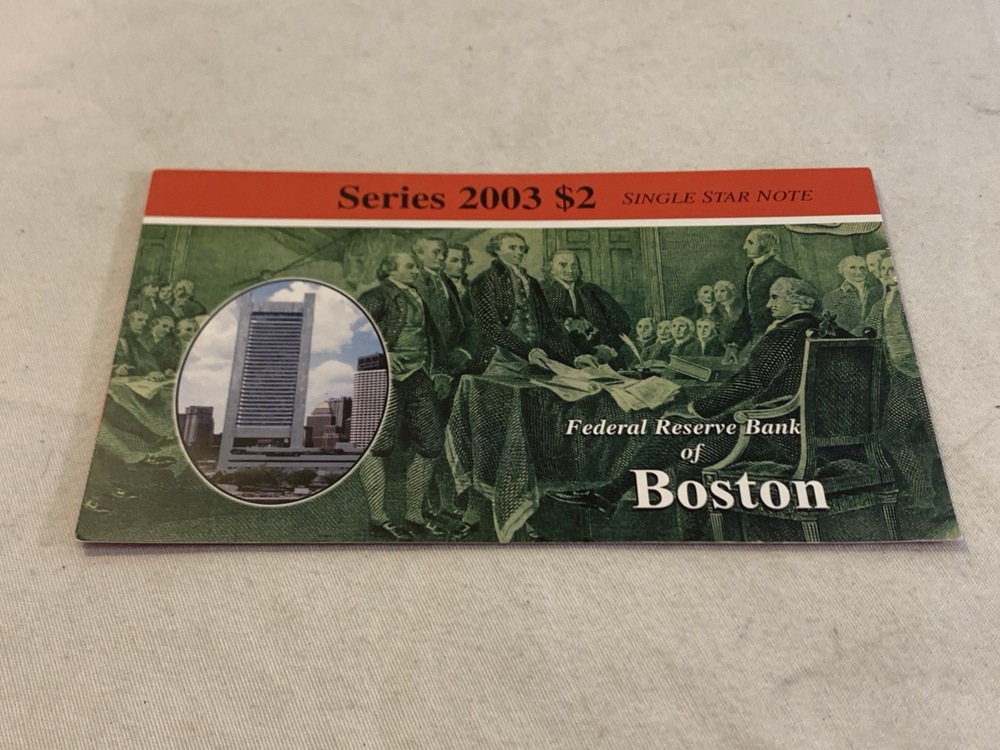 Series 2003 $2 SINGLE STAR NOTE
Federal Reserve Bank
of
Boston